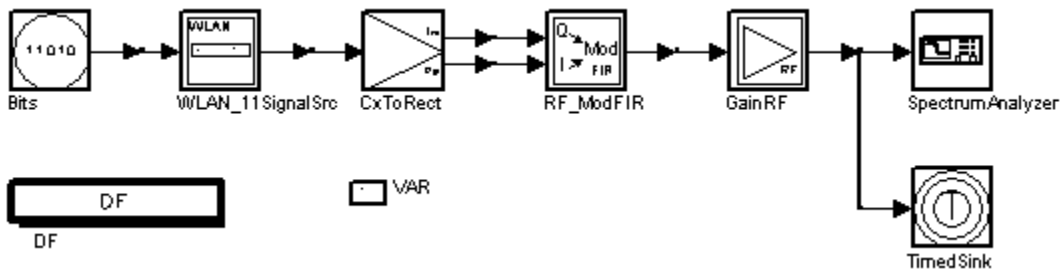 11010
Bits
WLAN
WLAN_11SignalSrc
CxToRect
Q
I
Mod
FIR
RF_ModFIR
RF
GainRF
SpectrumAnalyzer
DF
DF
VAR
TimedSink